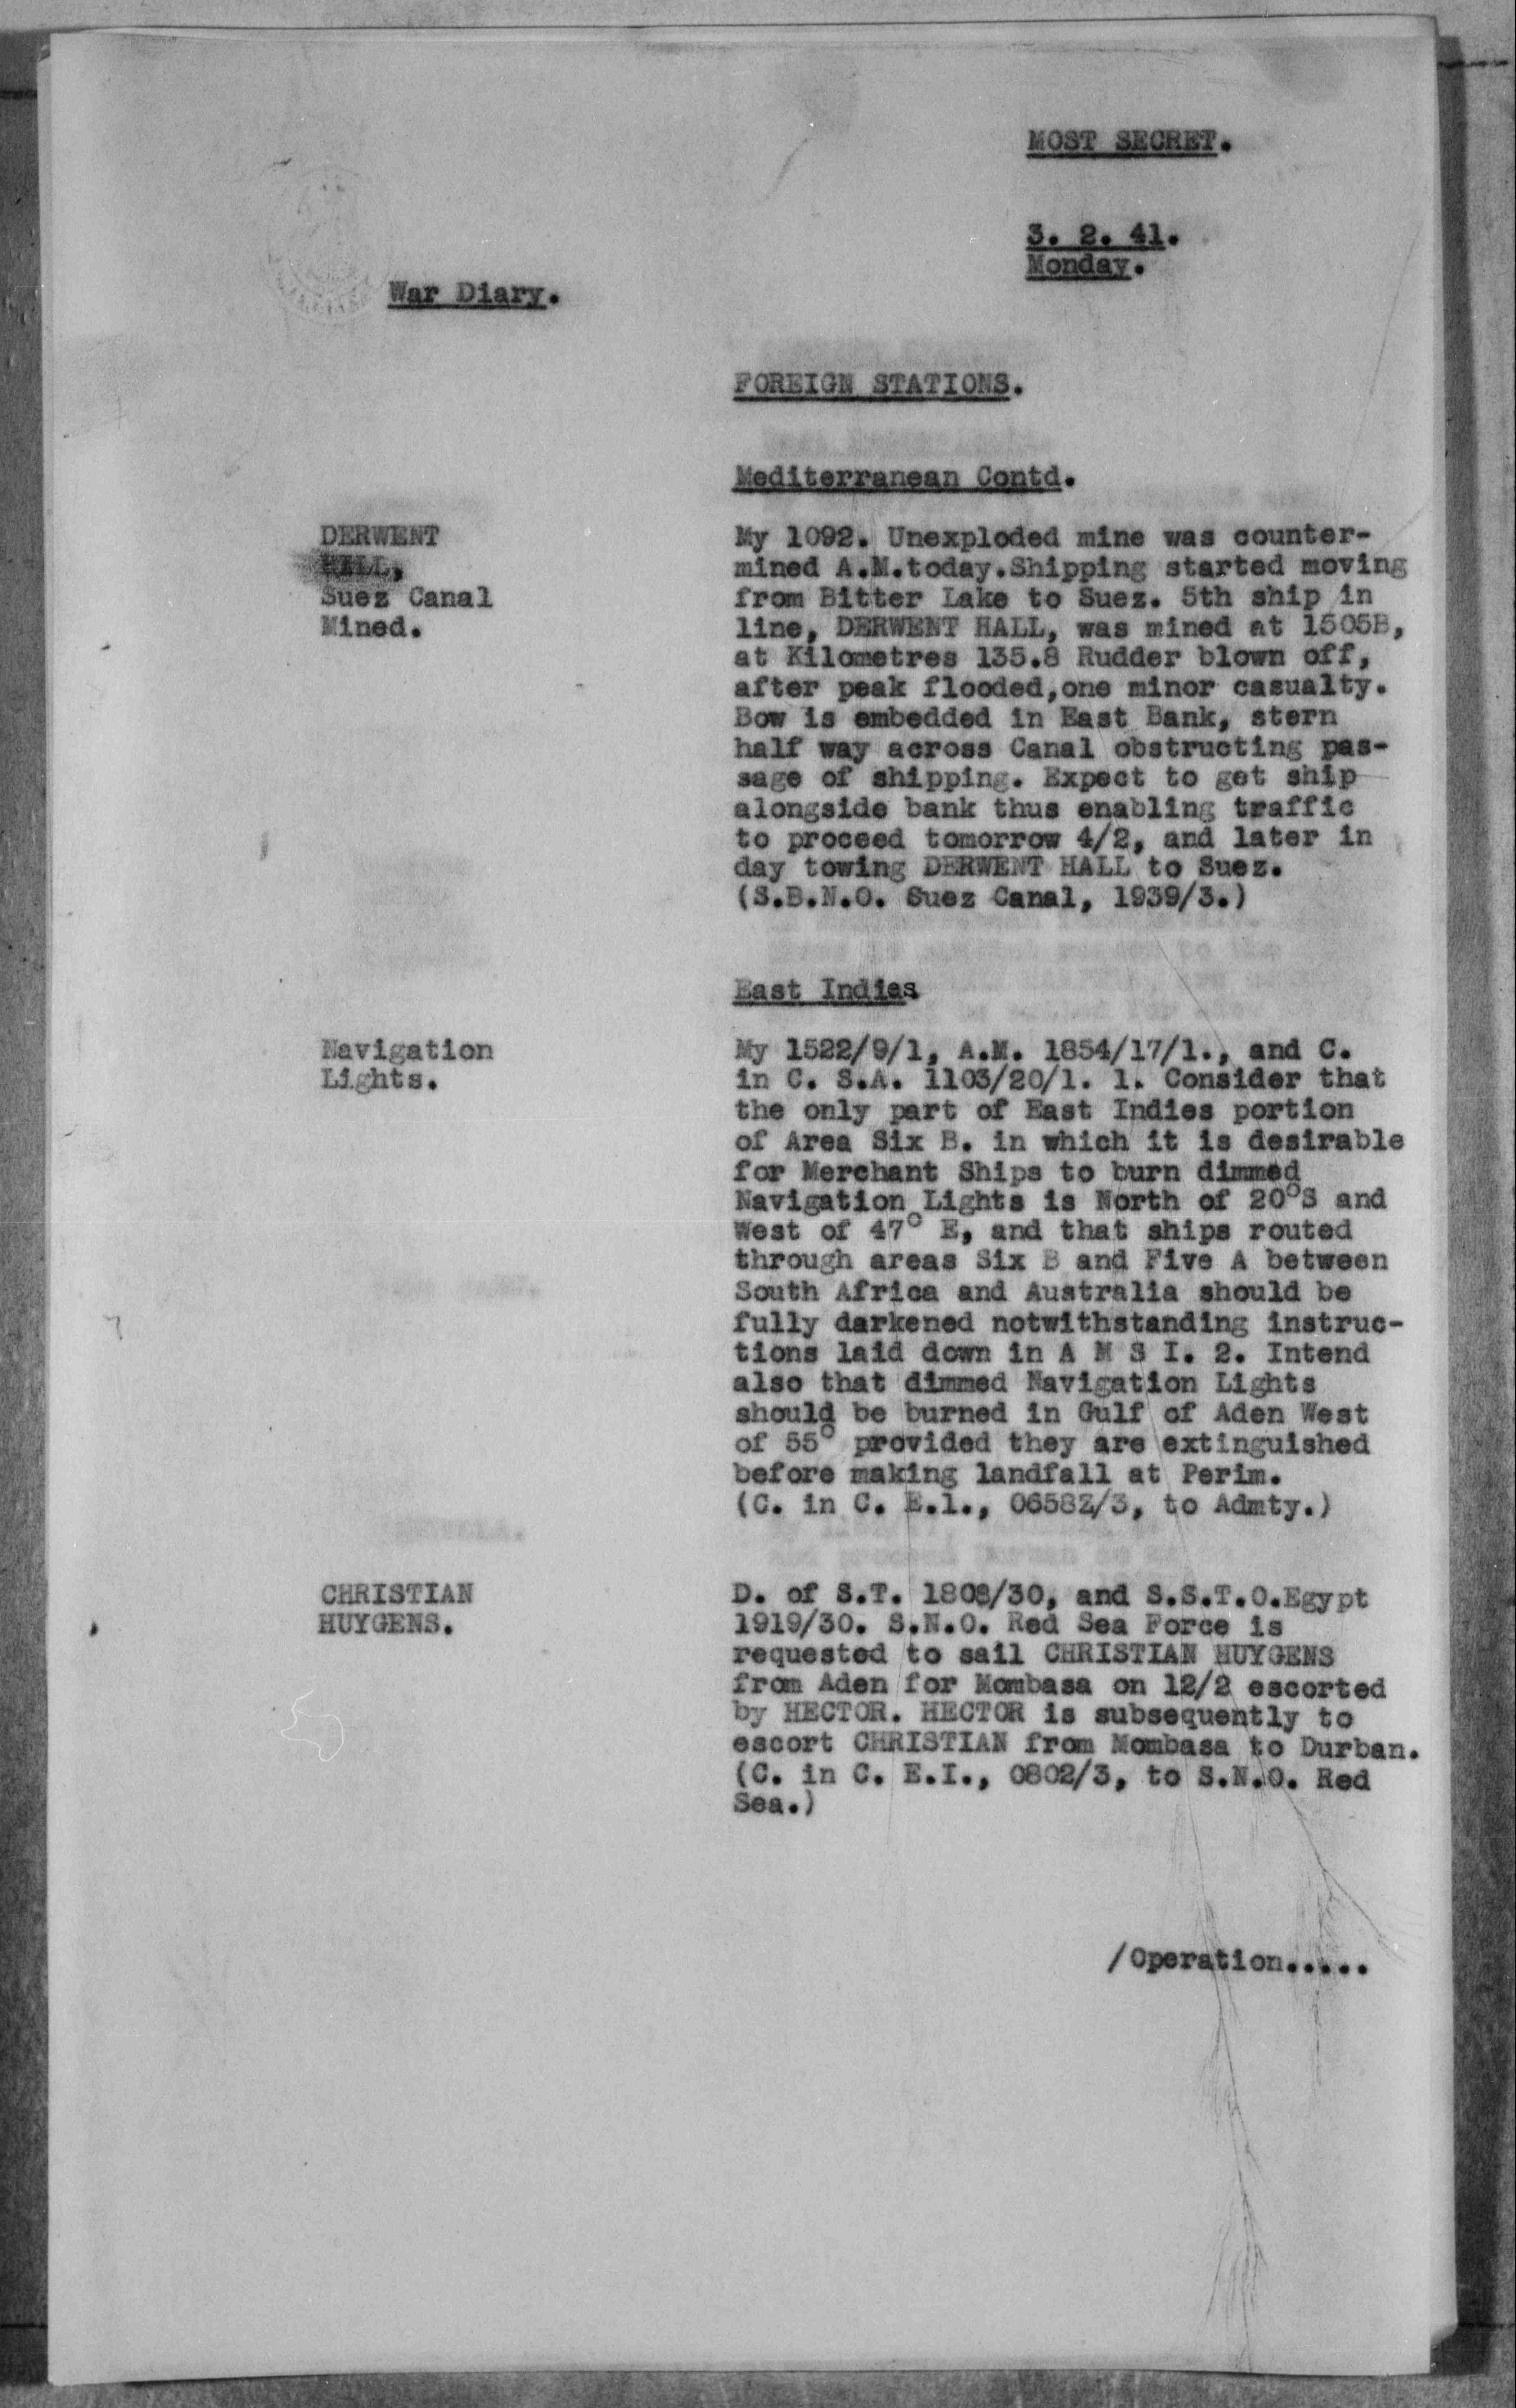 MOST SECRET.
3. 2. 41.
Monday.
War Diary.
FOREIGN STATIONS.
Mediterranean Contd.
DERWENT
HALL,
Suez Canal
Mined.
My 1092. Unexploded mine was counter-
mined A.M.today.Shipping started moving
from Bitter Lake to Suez. 5th ship in
line, DERWENT HALL, was mined at 1505B,
at Kilometres 135.8 Rudder blown off,
after peak flooded,one minor casualty.
Bow is embedded in East Bank, stern
half way across Canal obstructing pas-
sage of shipping. Expect to get ship
alongside bank thus enabling traffic
to proceed tomorrow 4/2, and later in
day towing DERWENT HALL to Suez.
(S.B.N.O. Suez Canal, 1939/3.)
East Indies
Navigation
Lights.
My 1522/9/1, A.M. 1854/17/1., and C.
in C. S.A. 1103/20/1. 1. Consider that
the only part of East Indies portion
of Area Six B. in which it is desirable
for Merchant Ships to burn dimmed
Navigation Lights is North of 20°S and
West of 47° E, and that ships routed
through areas Six B and Five A between
South Africa and Australia should be
fully darkened notwithstanding instruc-
tions laid down in A M S I. 2. Intend
also that dimmed Navigation Lights
should be burned in Gulf of Aden West
of 55° provided they are extinguished
before making landfall at Perim.
(C. in C. E.I., 0658Z/3, to Admty.)
CHRISTIAN
HUYGENS.
D. of S.T. 1808/30, and S.S.T.O.Egypt
1919/30. S.N.O. Red Sea Force is
requested to sail CHRISTIAN HUYGENS
from Aden for Mombasa on 12/2 escorted
by HECTOR. HECTOR is subsequently to
escort CHRISTIAN from Mombasa to Durban.
(C. in C. E.I., 0802/3, to S.N.O. Red
Sea.)
/Operation.....